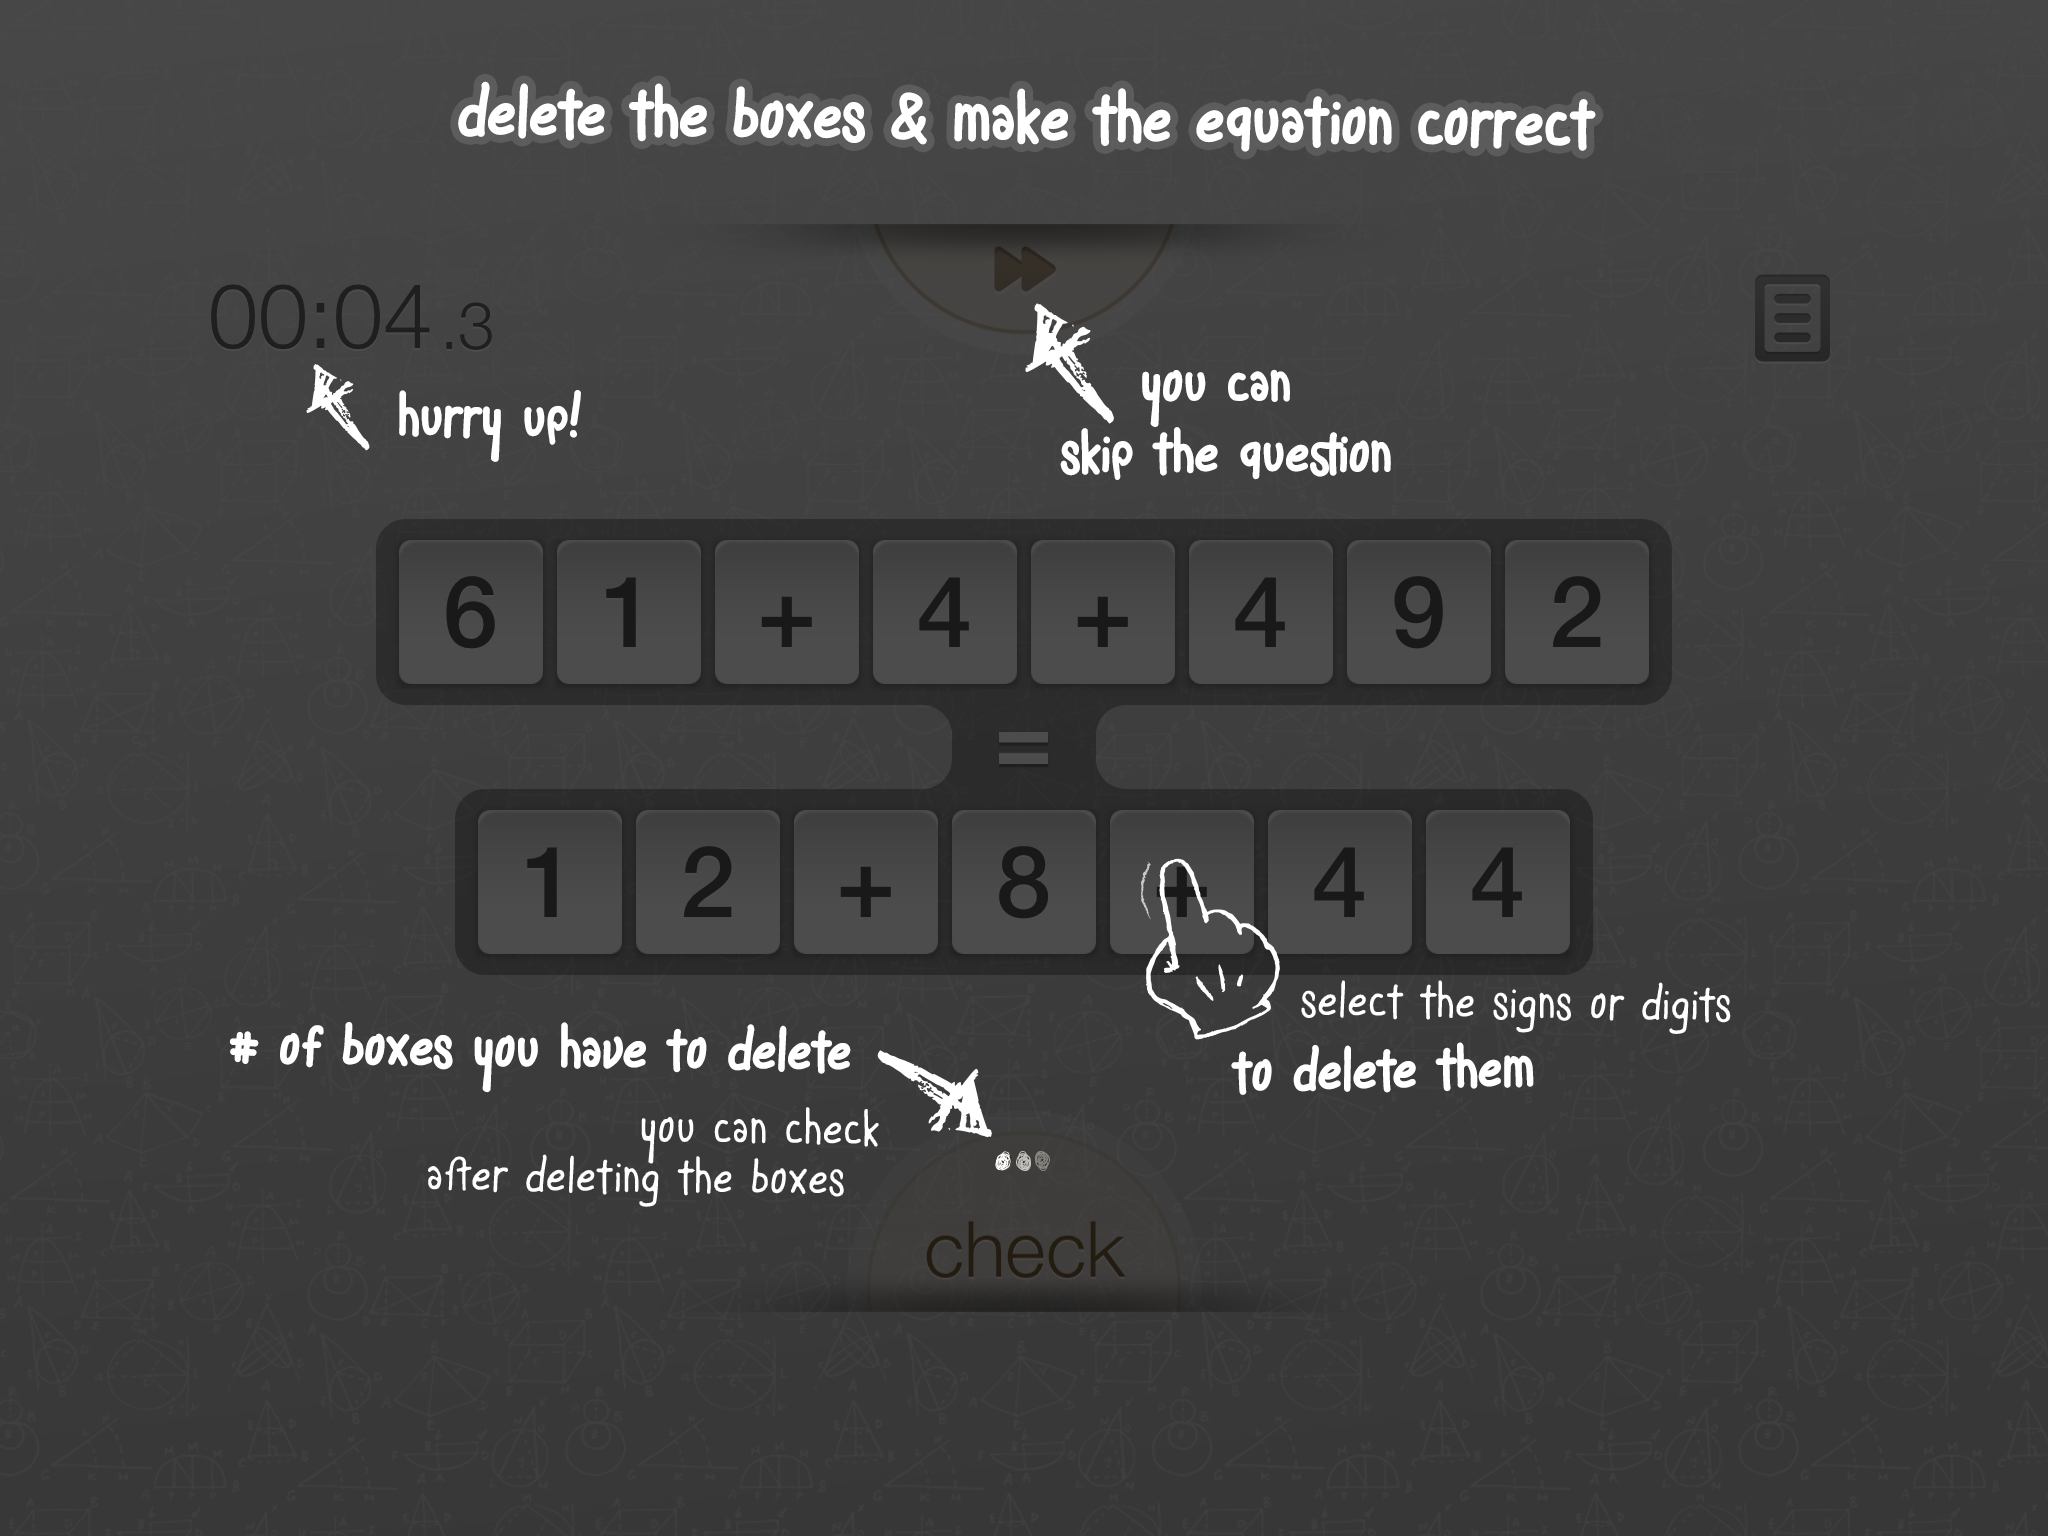 delete the boxes & make the equation correct
00:04.3
hurry up!
you can
skip the question
6 1 + 4 + 4 9 2
=
1 2 + 8 + 4 4
select the signs or digits
to delete them
# of boxes you have to delete
you can check
after deleting the boxes
check